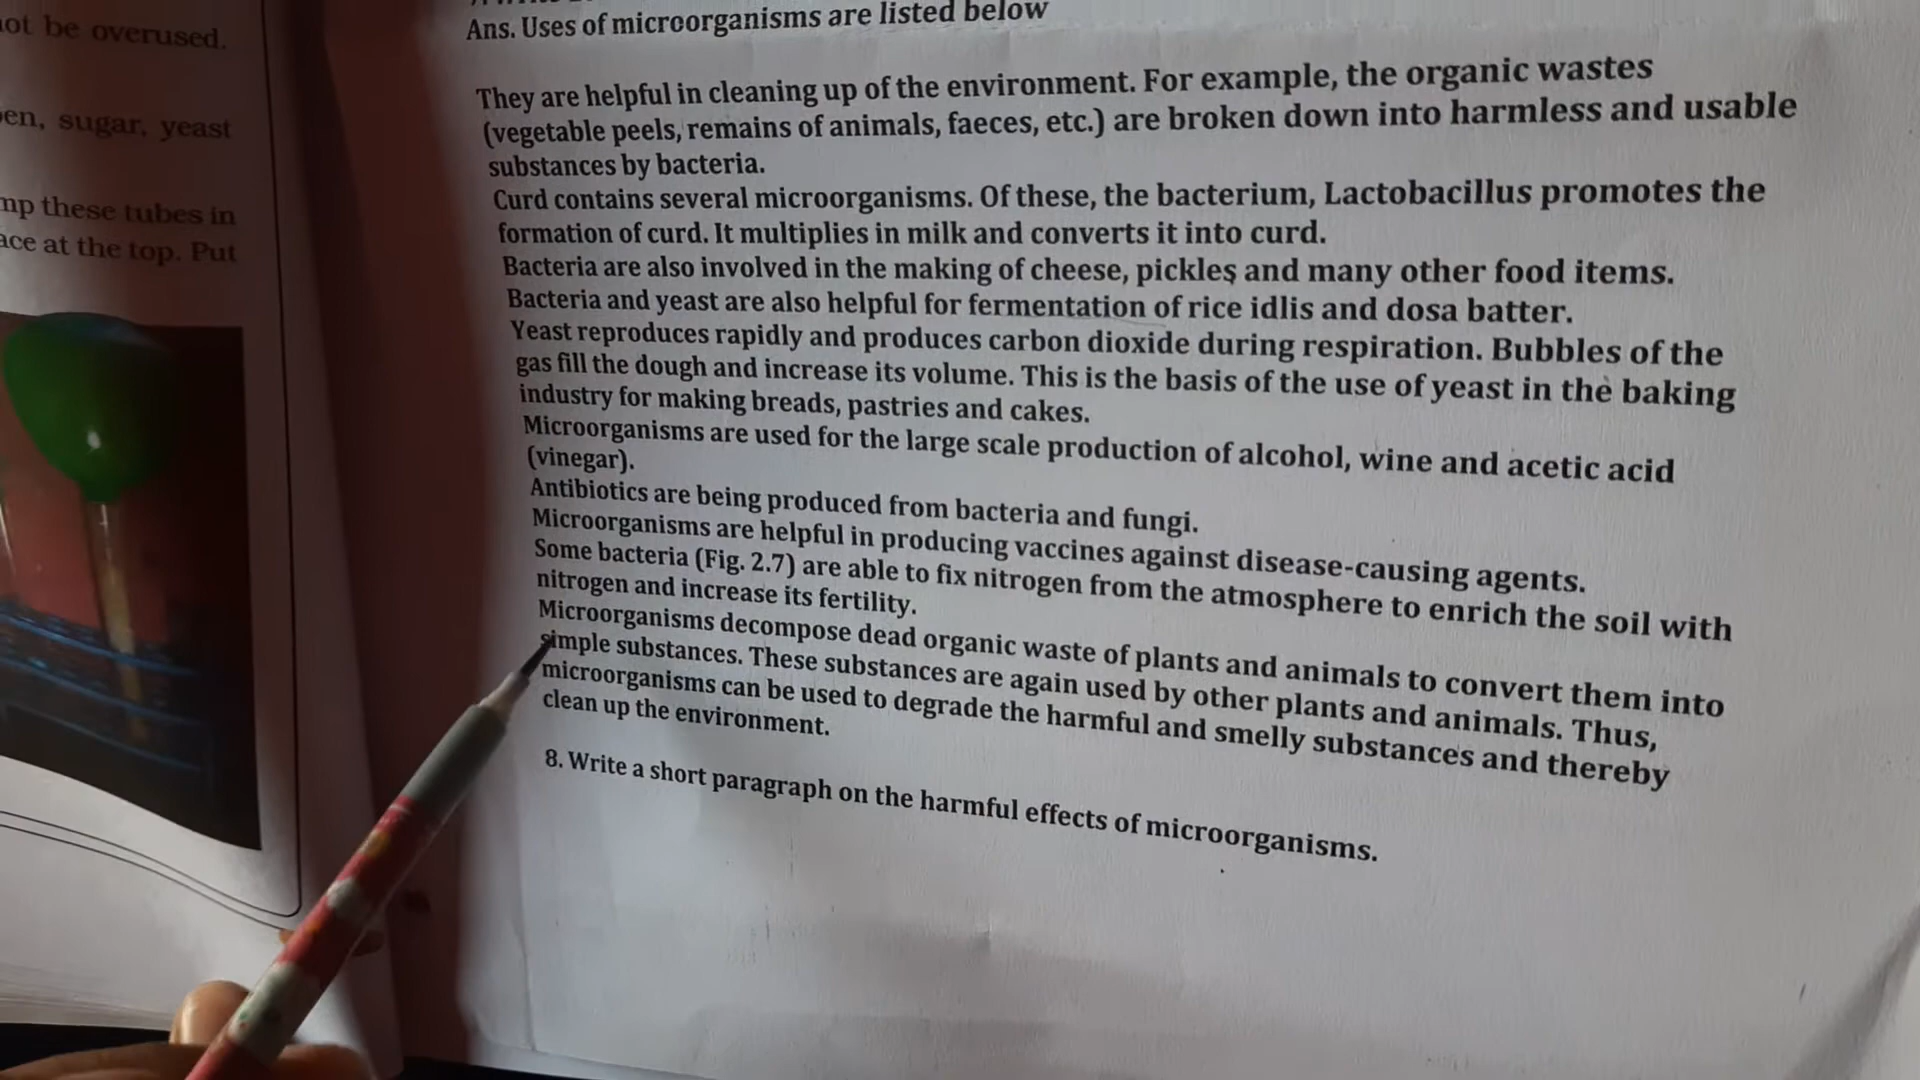 not be overused.
sugar, yeast
these tubes in
at the top. Put
Ans. Uses of microorganisms are listed below
They are helpful in cleaning up of the environment. For example, the organic wastes
(vegetable peels, remains of animals, faeces, etc.) are broken down into harmless and usable
substances by bacteria.
Curd contains several microorganisms. Of these, the bacterium, Lactobacillus promotes the
formation of curd. It multiplies in milk and converts it into curd.
Bacteria are also involved in the making of cheese, pickles and many other food items.
Bacteria and yeast are also helpful for fermentation of rice idlis and dosa batter.
Yeast reproduces rapidly and produces carbon dioxide during respiration. Bubbles of the
gas fill the dough and increase its volume. This is the basis of the use of yeast in the baking
industry for making breads, pastries and cakes.
Microorganisms are used for the large scale production of alcohol, wine and acetic acid
(vinegar).
Antibiotics are being produced from bacteria and fungi.
Microorganisms are helpful in producing vaccines against disease-causing agents.
Some bacteria (Fig. 2.7) are able to fix nitrogen from the atmosphere to enrich the soil with
nitrogen and increase its fertility.
Microorganisms decompose dead organic waste of plants and animals to convert them into
simple substances. These substances are again used by other plants and animals. Thus,
microorganisms can be used to degrade the harmful and smelly substances and thereby
clean up the environment.
8. Write a short paragraph on the harmful effects of microorganisms.